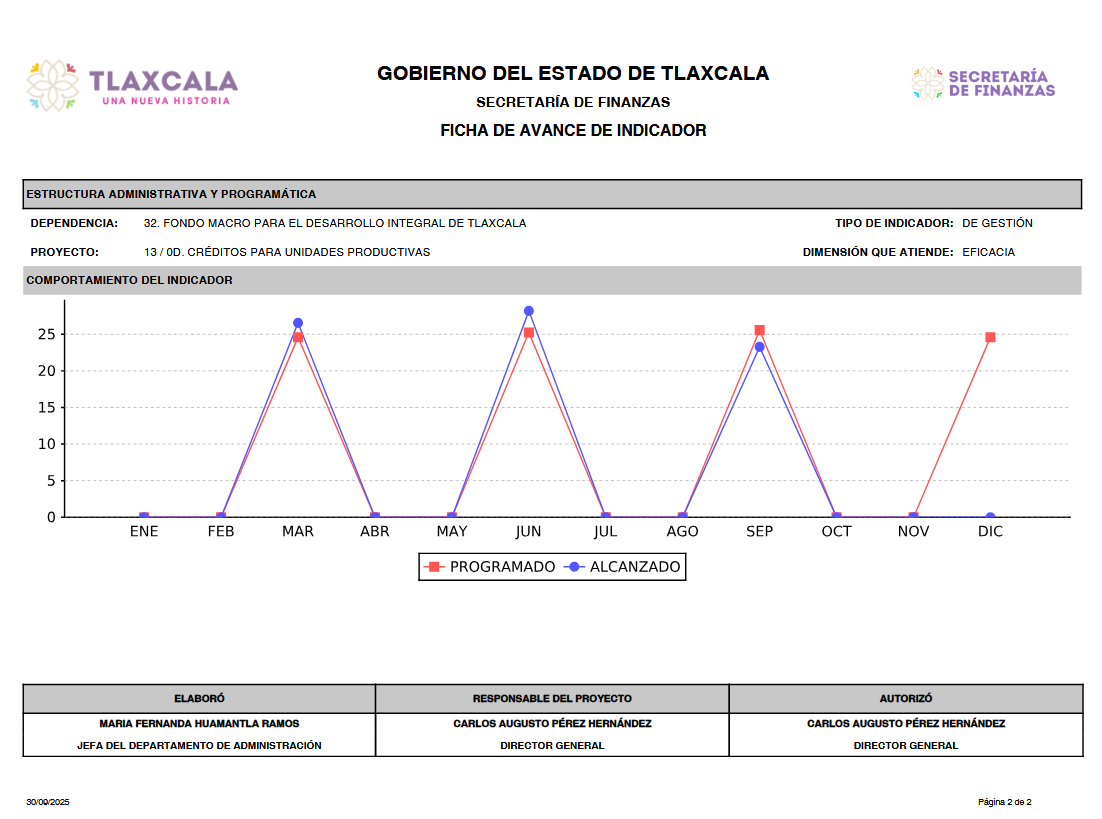 TLAXCALA
UNA NUEVA HISTORIA
GOBIERNO DEL ESTADO DE TLAXCALA
SECRETARÍA DE FINANZAS
FICHA DE AVANCE DE INDICADOR
SECRETARÍA
DE FINANZAS
ESTRUCTURA ADMINISTRATIVA Y PROGRAMÁTICA
DEPENDENCIA: 32. FONDO MACRO PARA EL DESARROLLO INTEGRAL DE TLAXCALA TIPO DE INDICADOR: DE GESTIÓN
PROYECTO: 13 / 0D. CRÉDITOS PARA UNIDADES PRODUCTIVAS DIMENSIÓN QUE ATIENDE: EFICACIA
COMPORTAMIENTO DEL INDICADOR
25
20
15
10
5
0
ENE FEB MAR ABR MAY JUN JUL AGO SEP OCT NOV DIC
PROGRAMADO ALCANZADO
ELABORÓ RESPONSABLE DEL PROYECTO AUTORIZÓ
MARIA FERNANDA HUAMANTLA RAMOS CARLOS AUGUSTO PÉREZ HERNÁNDEZ CARLOS AUGUSTO PÉREZ HERNÁNDEZ
JEFA DEL DEPARTAMENTO DE ADMINISTRACIÓN DIRECTOR GENERAL DIRECTOR GENERAL
30/09/2025 Página 2 de 2